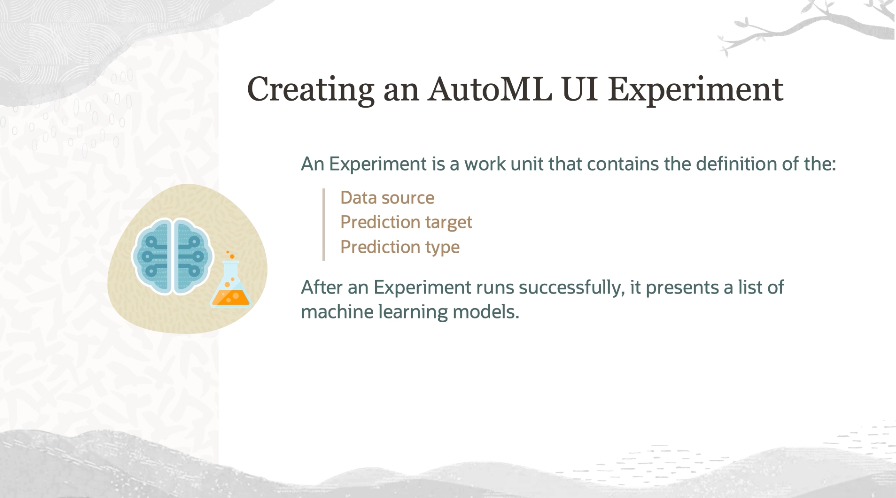 Creating an AutoML UI Experiment
An Experiment is a work unit that contains the definition of the:
Data source
Prediction target
Prediction type
After an Experiment runs successfully, it presents a list of
machine learning models.